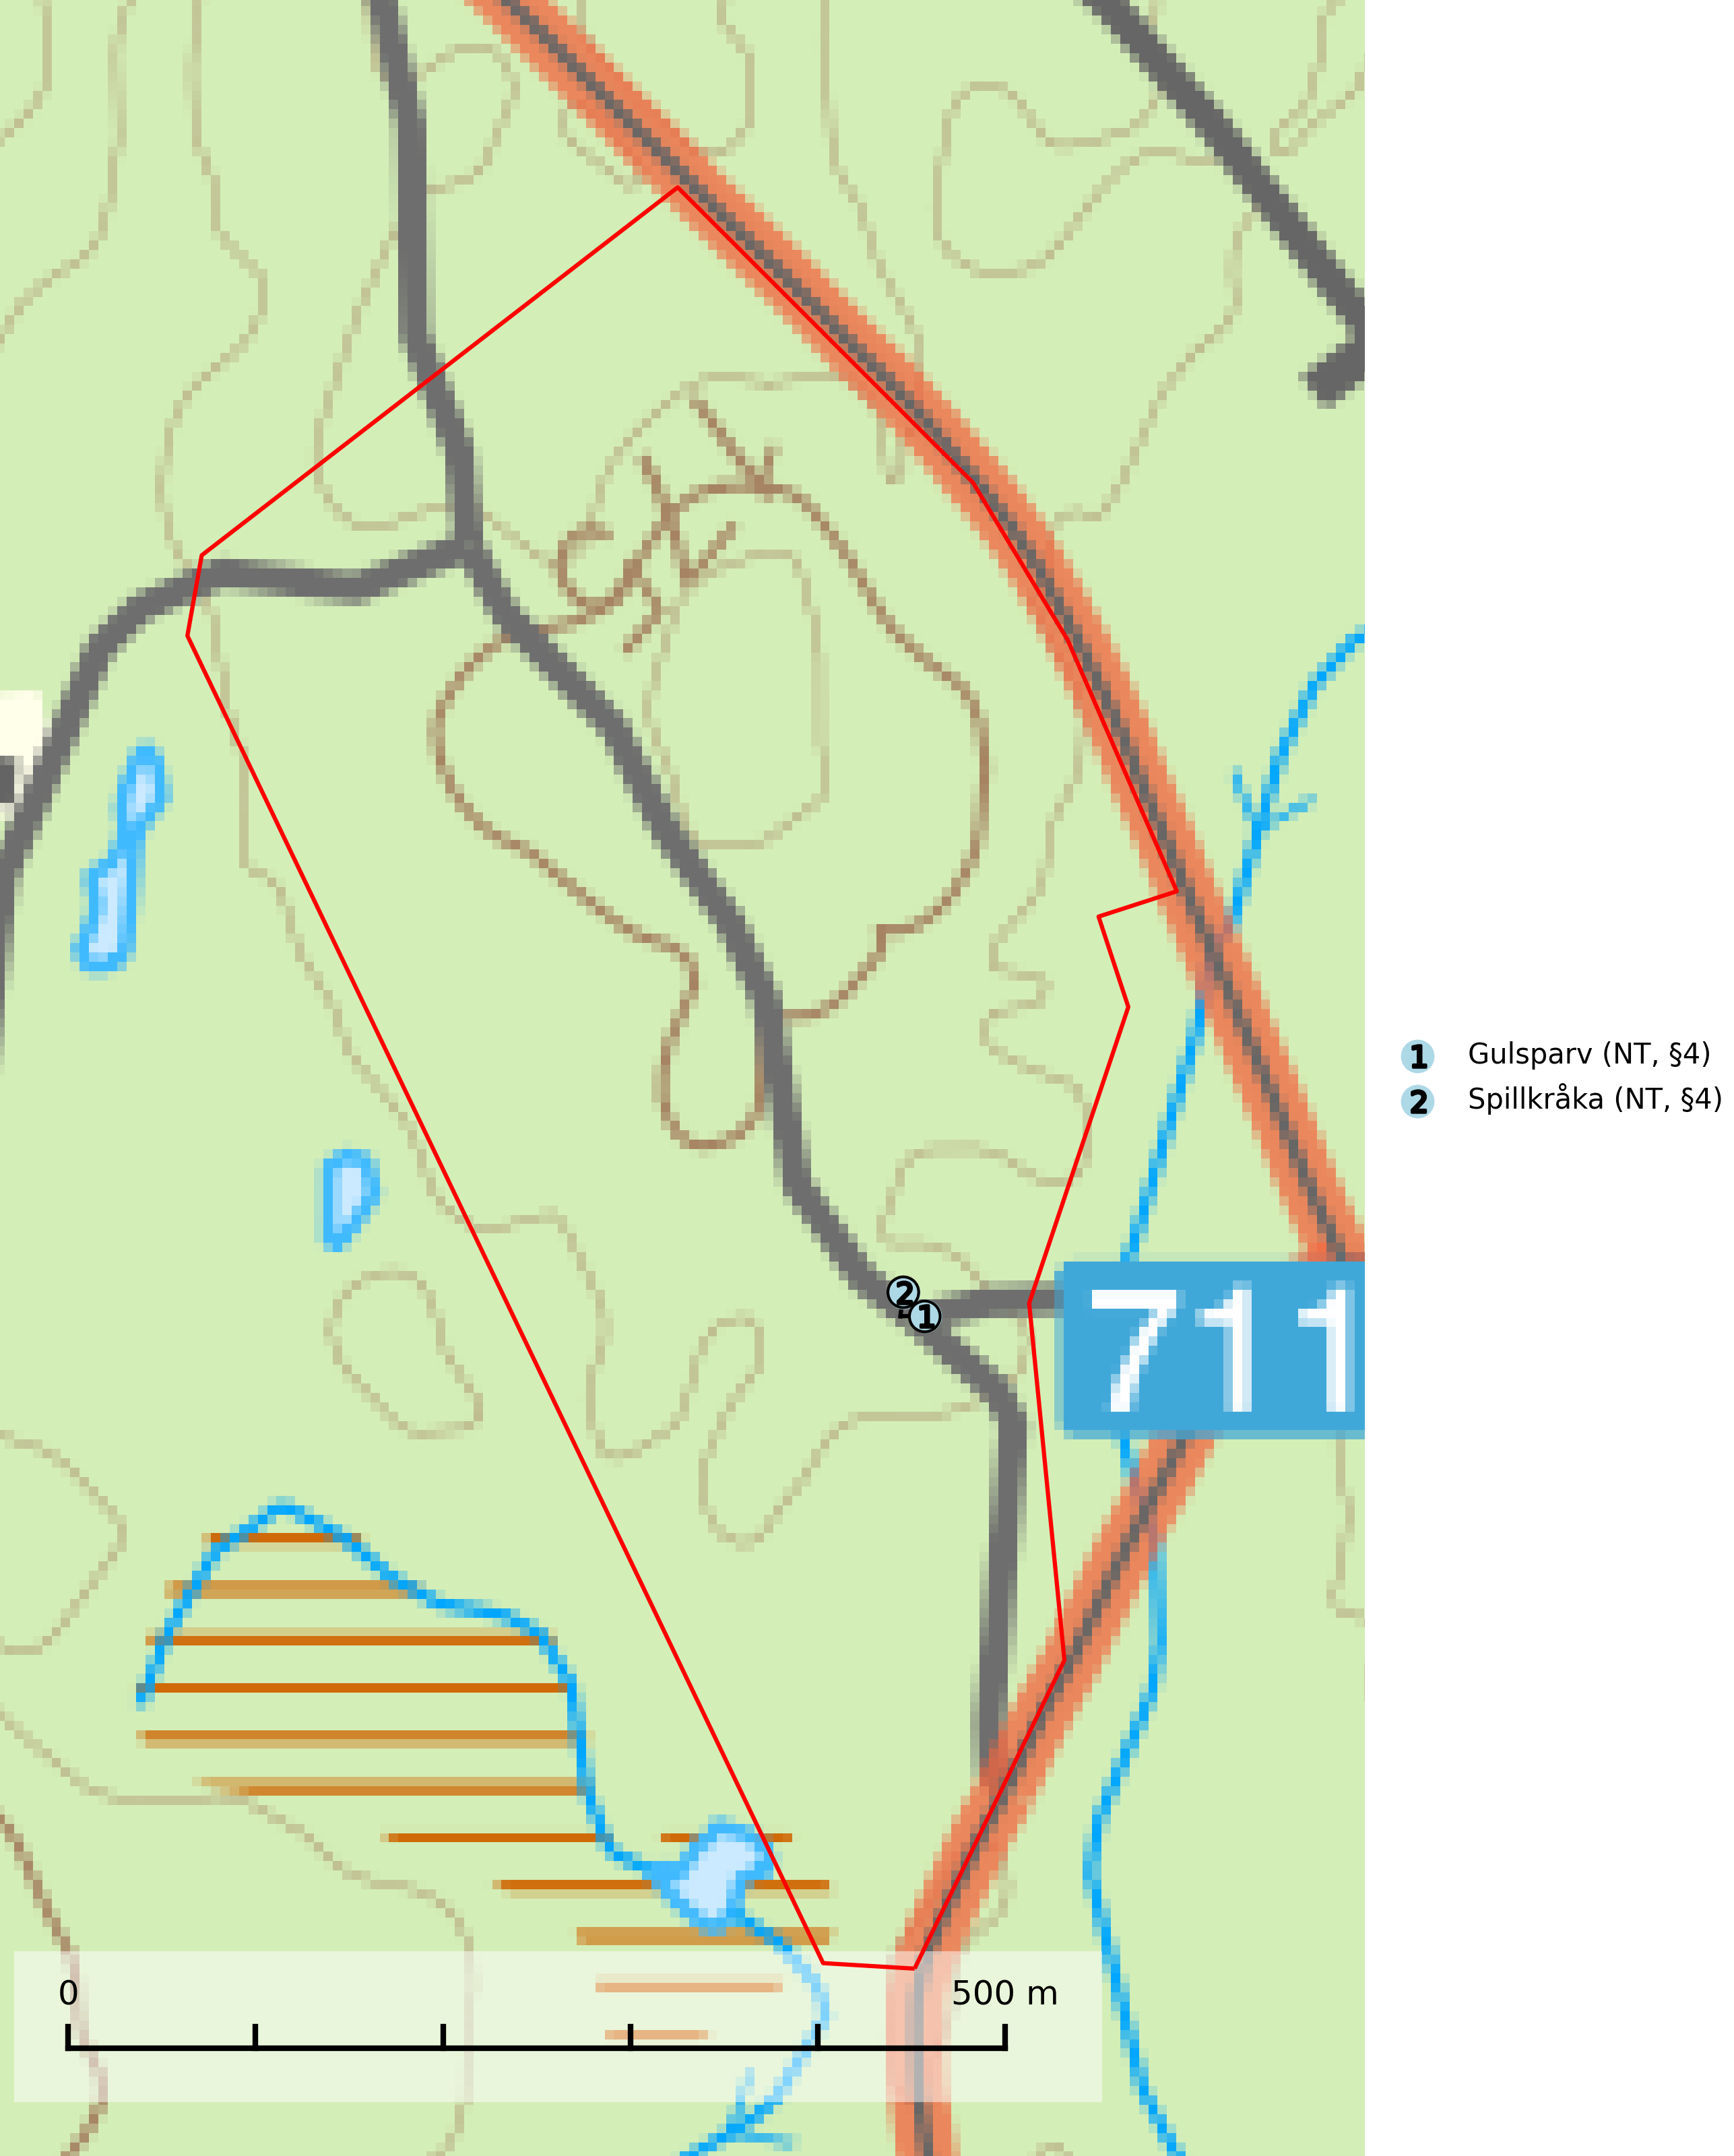 1 Gulsparv (NT, §4)
2 Spillkråka (NT, §4)
2
1
711
0 500 m